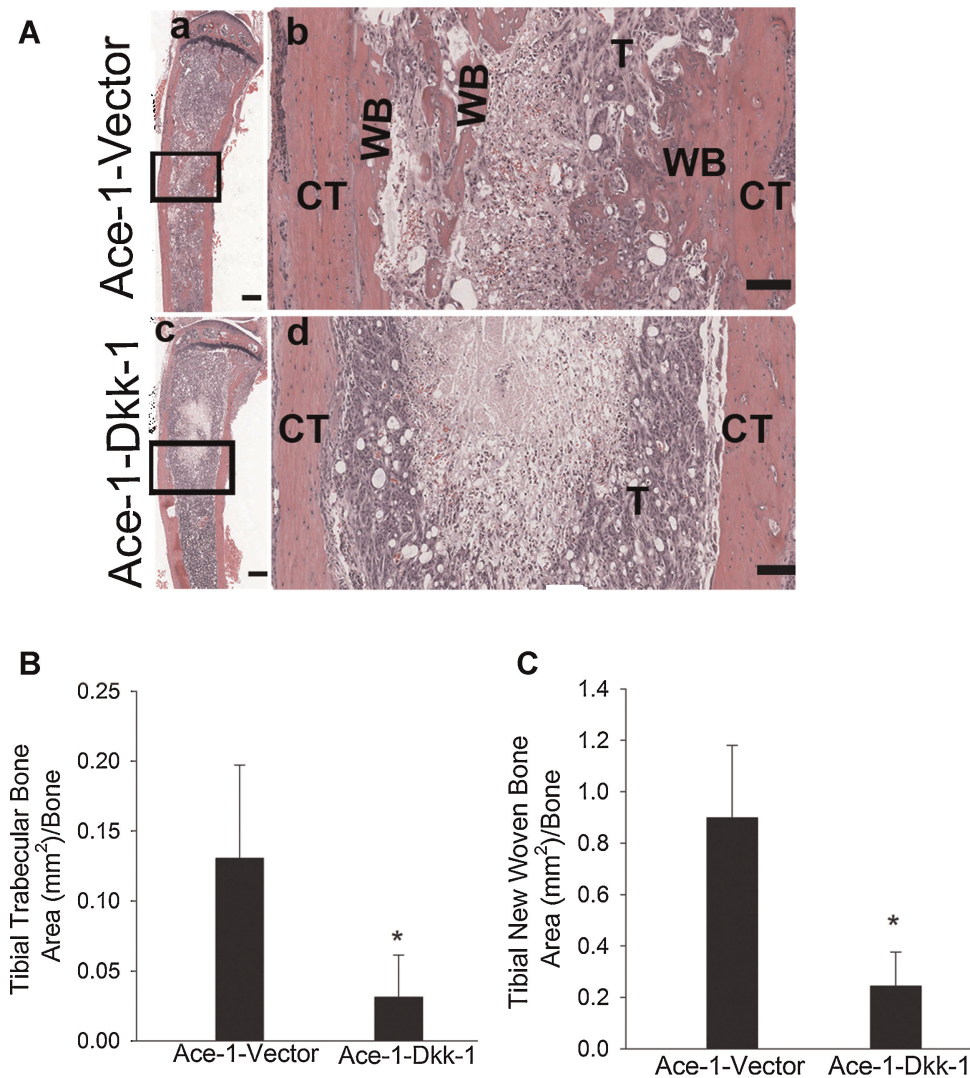 A
Ace-1-Vector
a
b
WB
WB
T
WB
CT
CT
Ace-1-Dkk-1
c
d
CT
CT
T
B
Tibial Trabecular Bone
Area (mm²)/Bone
0.25
0.20
0.15
0.10
0.05
0.00
*
Ace-1-Vector
Ace-1-Dkk-1
C
Tibial New Woven Bone
Area (mm²)/Bone
1.4
1.2
1.0
0.8
0.6
0.4
0.2
0.0
*
Ace-1-Vector
Ace-1-Dkk-1